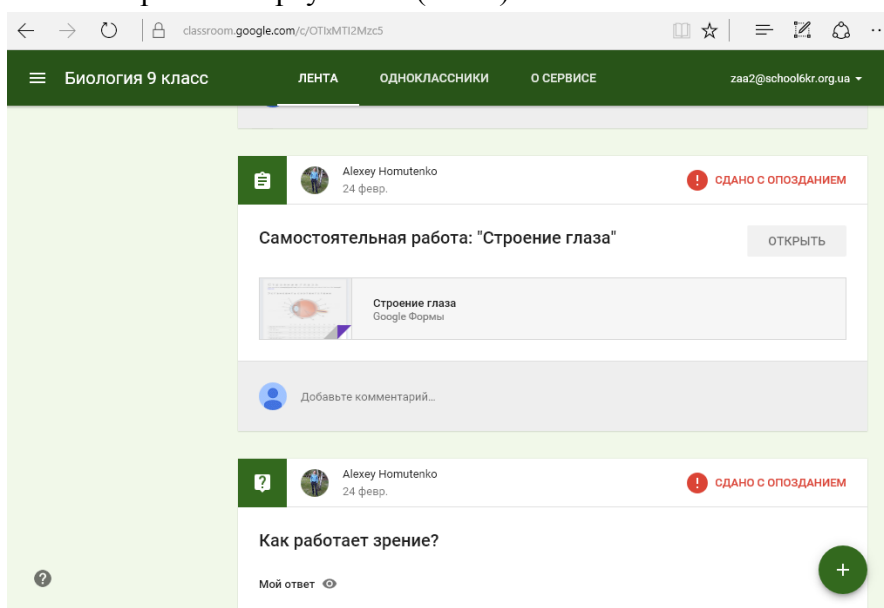 classroom.google.com/c/OTIxMTI2Mzc5
Биология 9 класс
ЛЕНТА
ОДНОКЛАССНИКИ
О СЕРВИСЕ
zaa2@school6kr.org.ua
Alexey Homutenko
24 февр.
СДАНО С ОПОЗДАНИЕМ
Самостоятельная работа: "Строение глаза"
ОТКРЫТЬ
Строение глаза
Google Формы
Добавьте комментарий...
Alexey Homutenko
24 февр.
СДАНО С ОПОЗДАНИЕМ
Как работает зрение?
Мой ответ